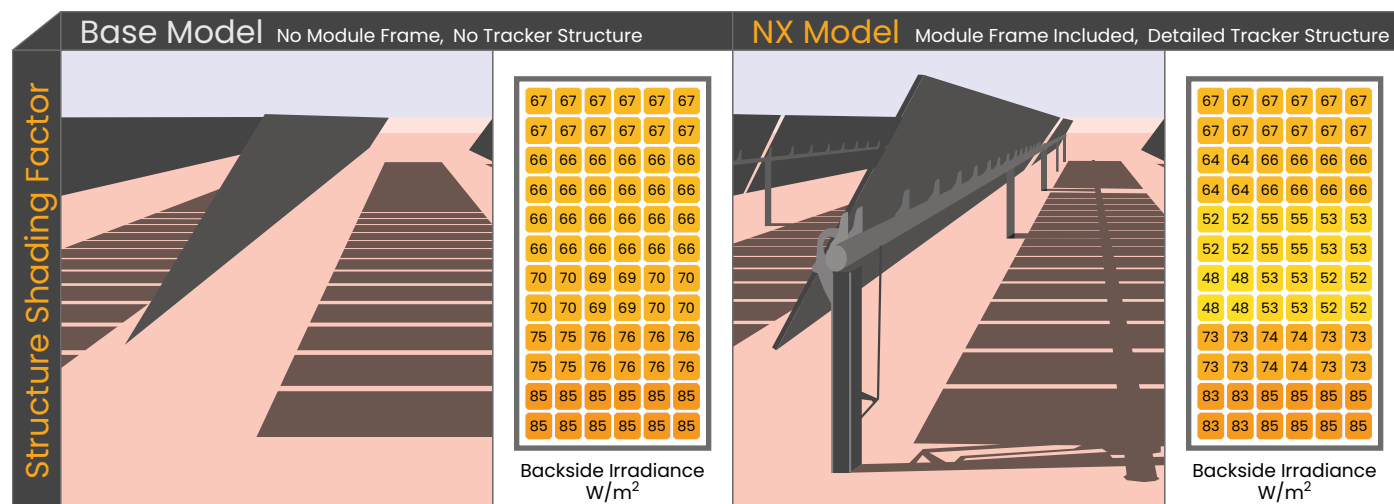 Base Model No Module Frame, No Tracker Structure
NX Model Module Frame Included, Detailed Tracker Structure
Structure Shading Factor
67 67 67 67 67 67
67 67 67 67 67 67
66 66 66 66 66 66
66 66 66 66 66 66
66 66 66 66 66 66
66 66 66 66 66 66
70 70 69 69 70 70
70 70 69 69 70 70
75 75 76 76 76 76
75 75 76 76 76 76
85 85 85 85 85 85
85 85 85 85 85 85
Backside Irradiance
W/m²
67 67 67 67 67 67
67 67 67 67 67 67
64 64 66 66 66 66
64 64 66 66 66 66
52 52 55 55 53 53
52 52 55 55 53 53
48 48 53 53 52 52
48 48 53 53 52 52
73 73 74 74 73 73
73 73 74 74 73 73
83 83 85 85 85 85
83 83 85 85 85 85
Backside Irradiance
W/m²